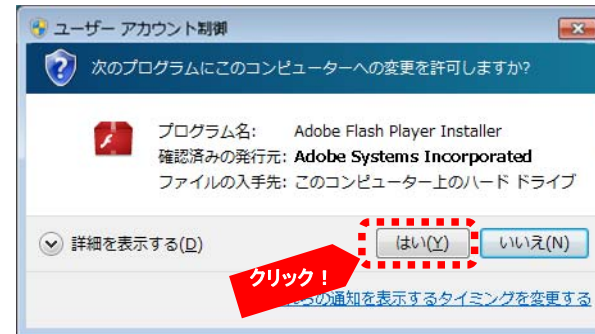 ユーザー アカウント制御
次のプログラムにこのコンピューターへの変更を許可しますか?
プログラム名: Adobe Flash Player Installer
確認済みの発行元: Adobe Systems Incorporated
ファイルの入手先: このコンピューター上のハード ドライブ
詳細を表示する(D)
はい(Y)
いいえ(N)
クリック!
らの通知を表示するタイミングを変更する